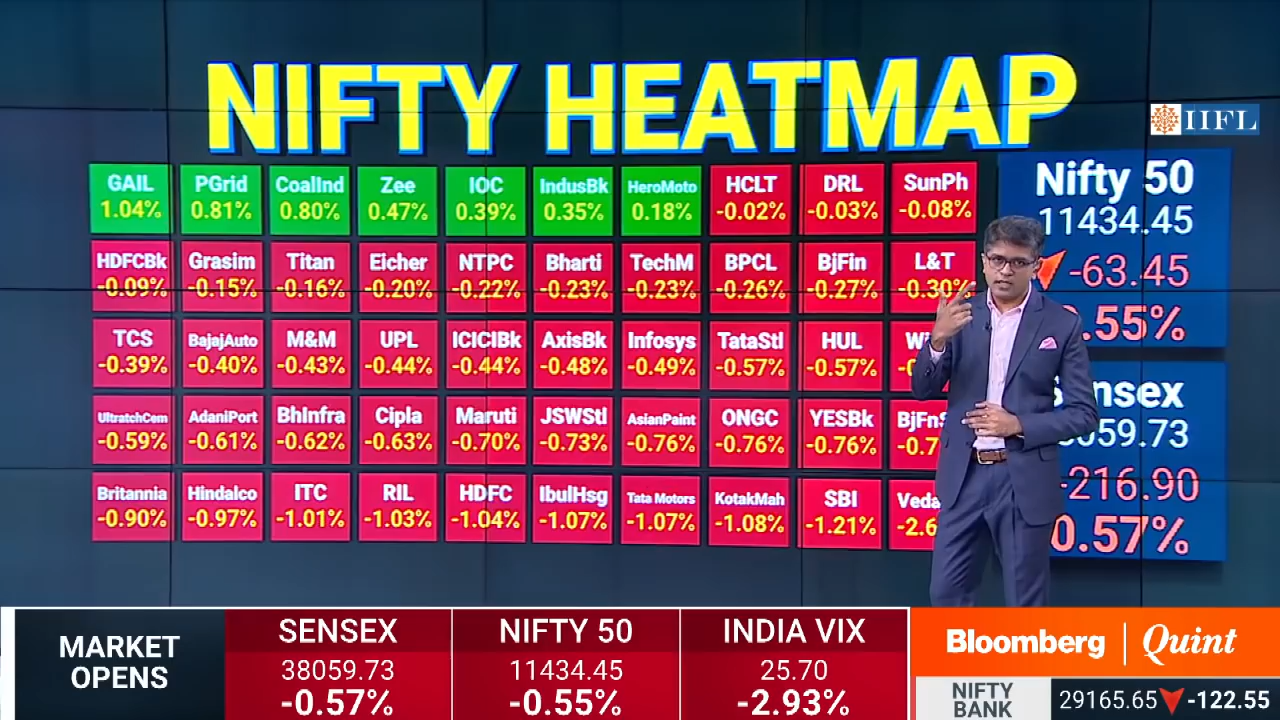 NIFTY HEATMAP
IIFL
GAIL PGrid CoalInd Zee IOC IndusBk HeroMoto HCLT DRL SunPh
1.04% 0.81% 0.80% 0.47% 0.39% 0.35% 0.18% -0.02% -0.03% -0.08%
HDFCBk Grasim Titan Eicher NTPC Bharti TechM BPCL BjFin L&T
-0.09% -0.15% -0.16% -0.20% -0.22% -0.23% -0.23% -0.26% -0.27% -0.30%
TCS BajajAuto M&M UPL ICICIBk AxisBk Infosys TataStl HUL
-0.39% -0.40% -0.43% -0.44% -0.44% -0.48% -0.49% -0.57% -0.57%
UltratchCem AdaniPort BhInfra Cipla Maruti JSWStl AsianPaint ONGC YESBk
-0.59% -0.61% -0.62% -0.63% -0.70% -0.73% -0.76% -0.76% -0.76%
Britannia Hindalco ITC RIL HDFC IbulHsg Tata Motors KotakMah SBI
-0.90% -0.97% -1.01% -1.03% -1.04% -1.07% -1.07% -1.08% -1.21%
Nifty 50
11434.45
-63.45
.55%
Sensex
-216.90
0.57%
MARKET
OPENS
SENSEX
38059.73
-0.57%
NIFTY 50
11434.45
-0.55%
INDIA VIX
25.70
-2.93%
Bloomberg | Quint
NIFTY
BANK
29165.65 -122.55